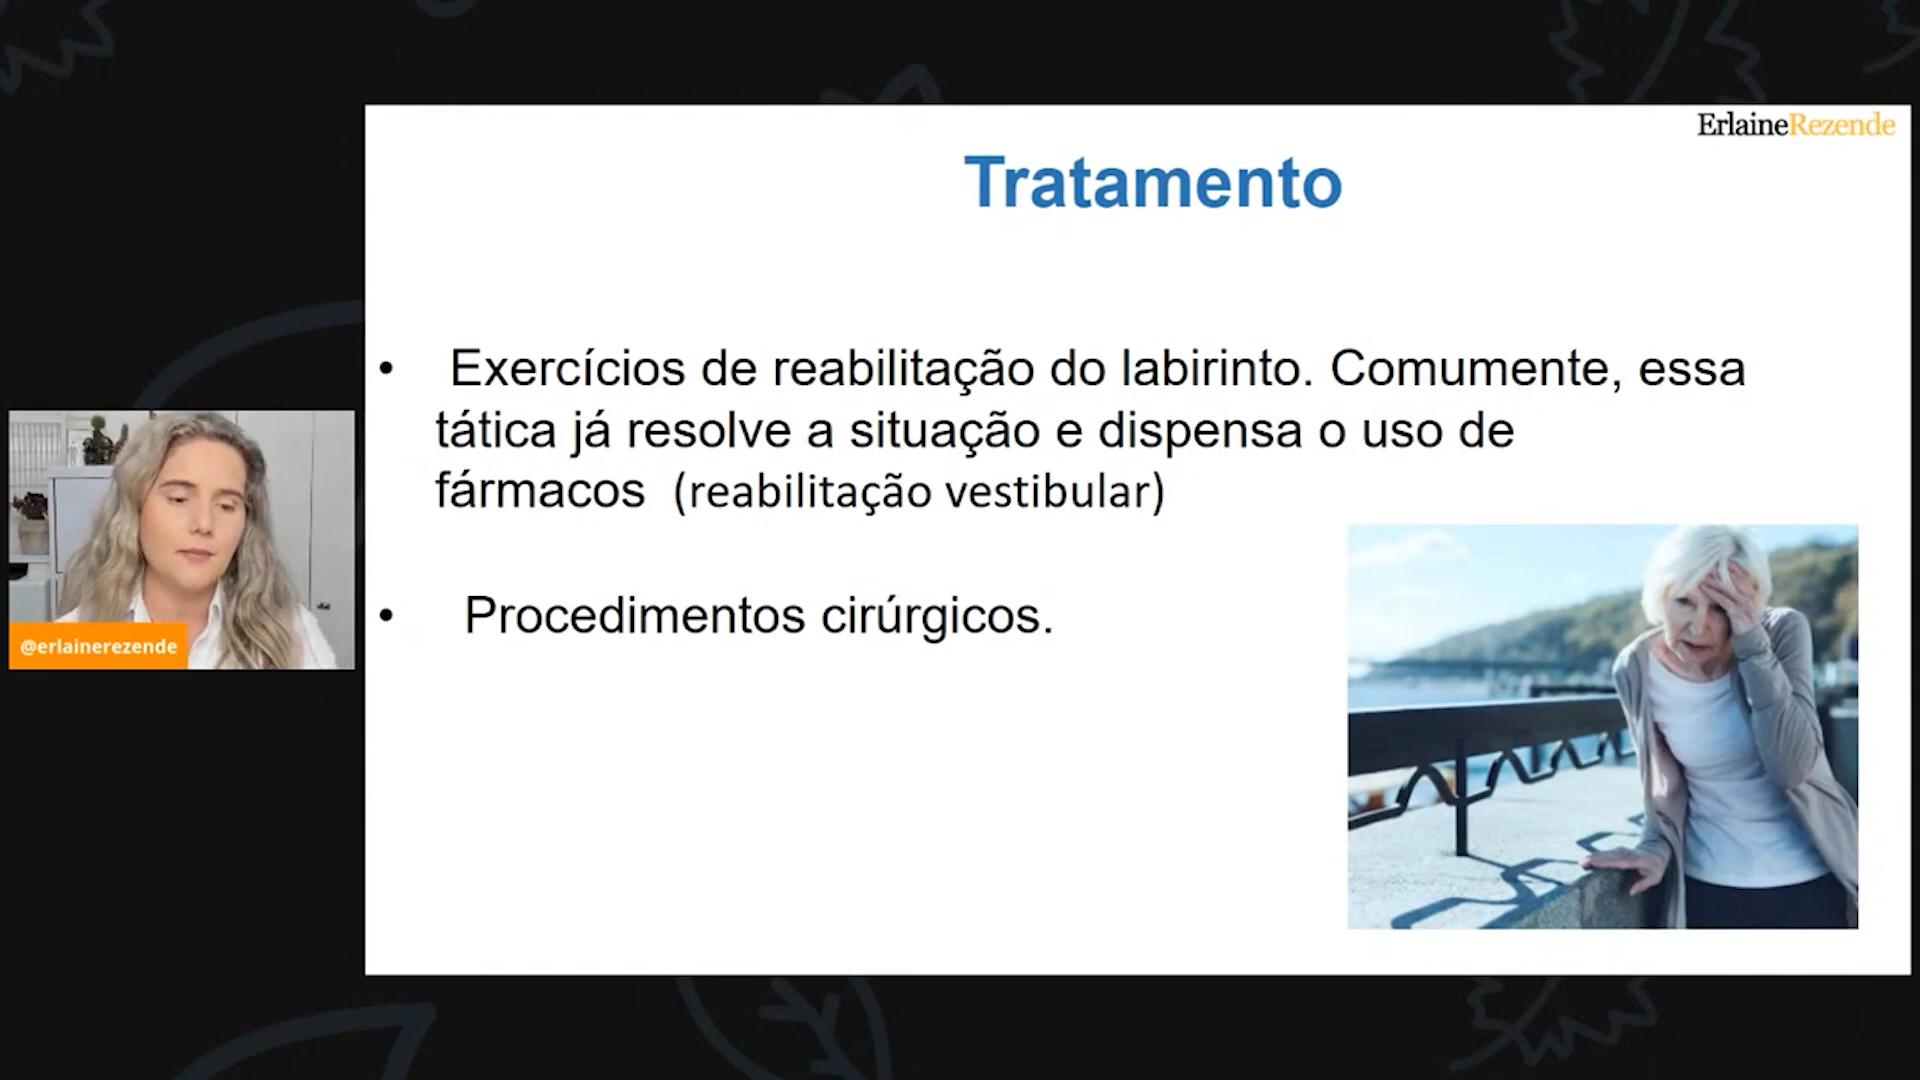 ErlaineRezende
Tratamento
• Exercícios de reabilitação do labirinto. Comumente, essa
tática já resolve a situação e dispensa o uso de
fármacos (reabilitação vestibular)
• Procedimentos cirúrgicos.
@erlainerezende